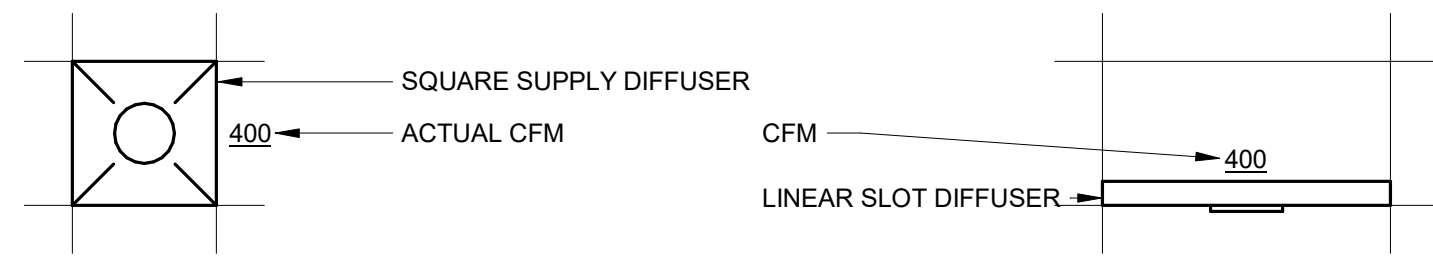 SQUARE SUPPLY DIFFUSER
400 ACTUAL CFM
CFM 400
LINEAR SLOT DIFFUSER